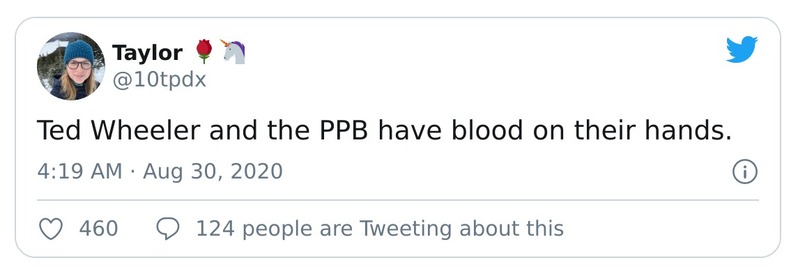 Taylor 🌹🦄
@10tpdx
Ted Wheeler and the PPB have blood on their hands.
4:19 AM · Aug 30, 2020
460 124 people are Tweeting about this